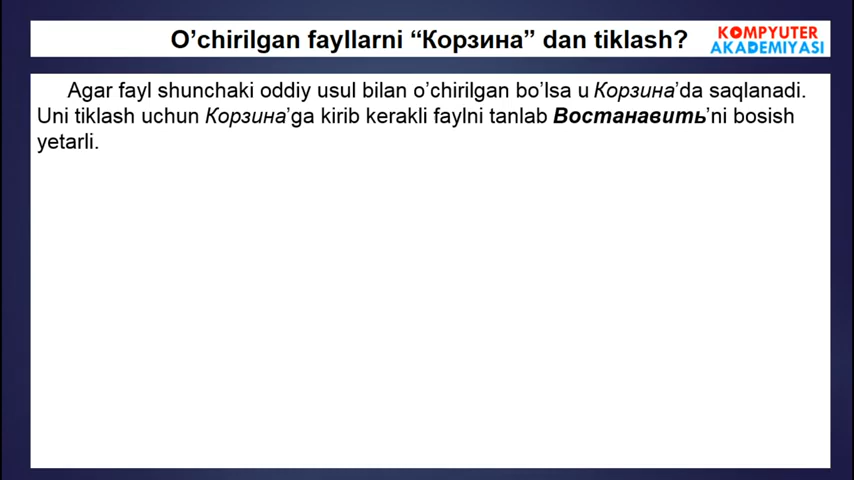 O’chirilgan fayllarni “Корзина” dan tiklash?
KOMPYUTER
AKADEMIYASI
Agar fayl shunchaki oddiy usul bilan o’chirilgan bo’lsa u Корзина’da saqlanadi.
Uni tiklash uchun Корзина’ga kirib kerakli faylni tanlab Востанавить’ni bosish
yetarli.